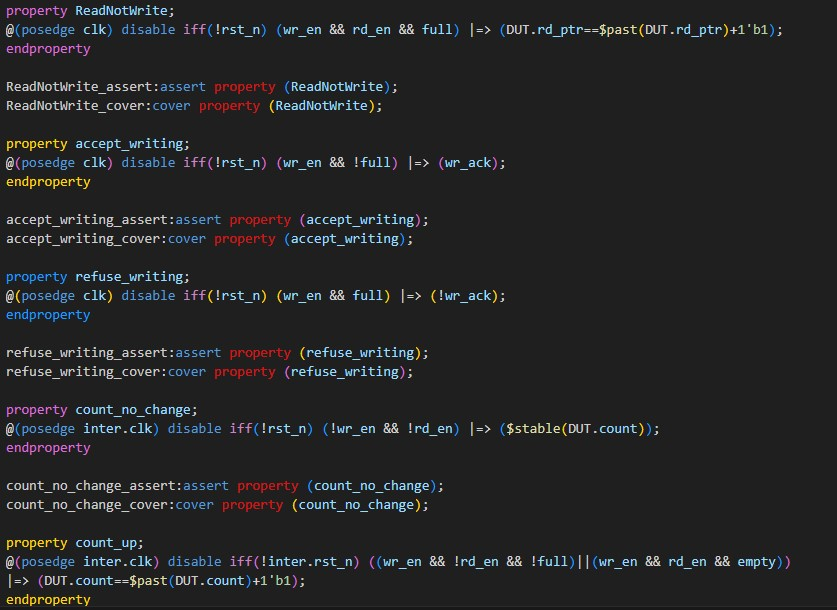 property ReadNotWrite;
@(posedge clk) disable iff(!rst_n) (wr_en && rd_en && full) |=> (DUT.rd_ptr==$past(DUT.rd_ptr)+1'b1);
endproperty
ReadNotWrite_assert:assert property (ReadNotWrite);
ReadNotWrite_cover:cover property (ReadNotWrite);
property accept_writing;
@(posedge clk) disable iff(!rst_n) (wr_en && !full) |=> (wr_ack);
endproperty
accept_writing_assert:assert property (accept_writing);
accept_writing_cover:cover property (accept_writing);
property refuse_writing;
@(posedge clk) disable iff(!rst_n) (wr_en && full) |=> (!wr_ack);
endproperty
refuse_writing_assert:assert property (refuse_writing);
refuse_writing_cover:cover property (refuse_writing);
property count_no_change;
@(posedge inter.clk) disable iff(!rst_n) (!wr_en && !rd_en) |=> ($stable(DUT.count));
endproperty
count_no_change_assert:assert property (count_no_change);
count_no_change_cover:cover property (count_no_change);
property count_up;
@(posedge inter.clk) disable iff(!inter.rst_n) ((wr_en && !rd_en && !full)||(wr_en && rd_en && empty))
|=> (DUT.count==$past(DUT.count)+1'b1);
endproperty